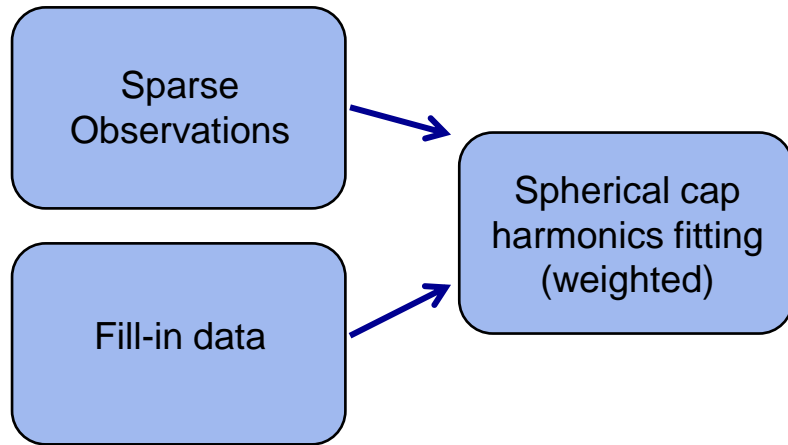 Sparse
Observations
Fill-in data
Spherical cap
harmonics fitting
(weighted)